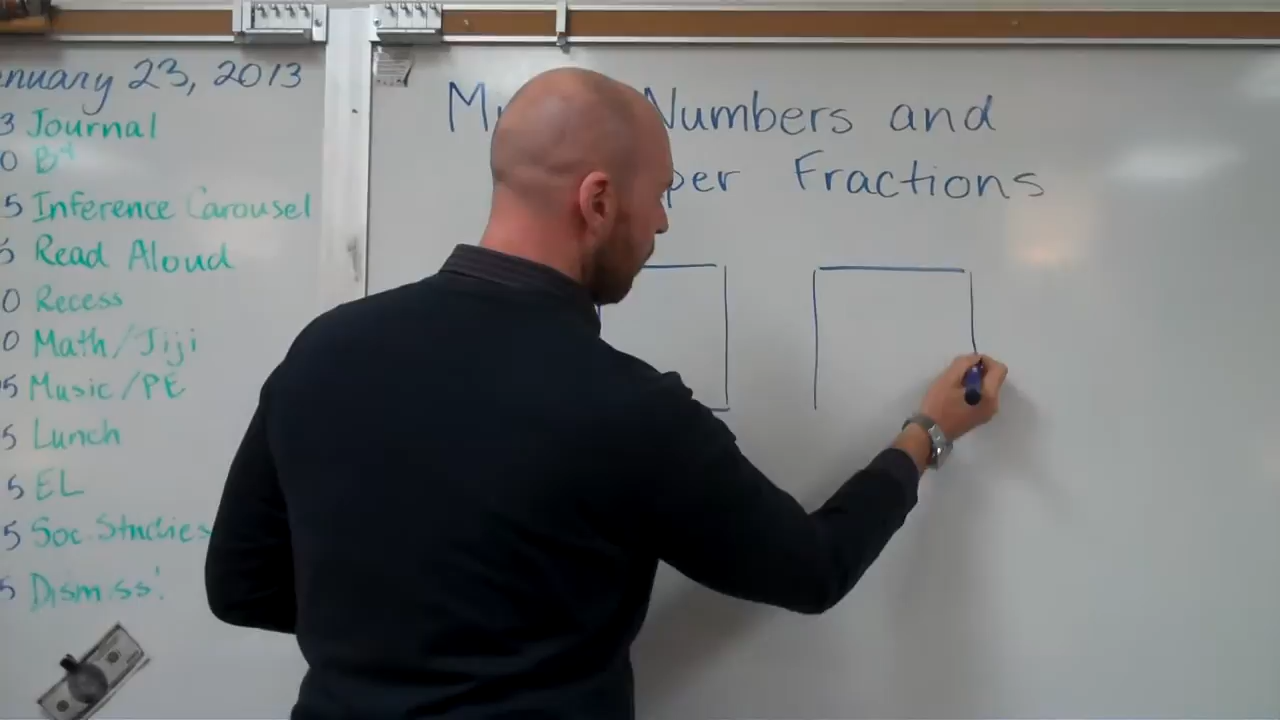 nuary 23, 2013
3 Journal
0
5 Inference Carousel
5 Read Aloud
0 Recess
0 Math/Jiji
5 Music/PE
5 Lunch
5 EL
5 Soc. Studies
5 Dismiss!
M Numbers and
per Fractions